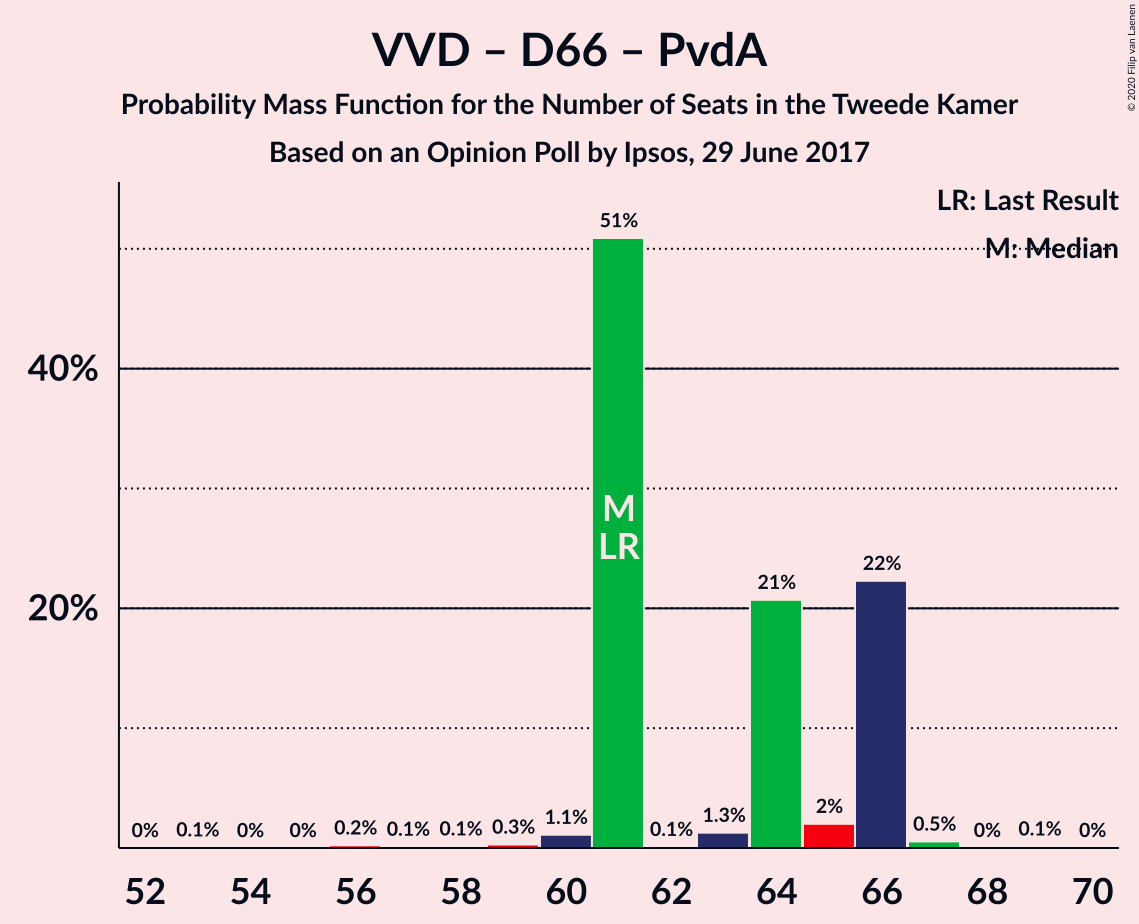 VVD – D66 – PvdA
Probability Mass Function for the Number of Seats in the Tweede Kamer
Based on an Opinion Poll by Ipsos, 29 June 2017
© 2020 Filip van Laenen
LR: Last Result
M: Median
40%
20%
0% 0.1% 0% 0% 0.2% 0.1% 0.1% 0.3% 1.1% 51% 0.1% 1.3% 21% 2% 22% 0.5% 0% 0.1% 0%
M
LR
52 54 56 58 60 62 64 66 68 70